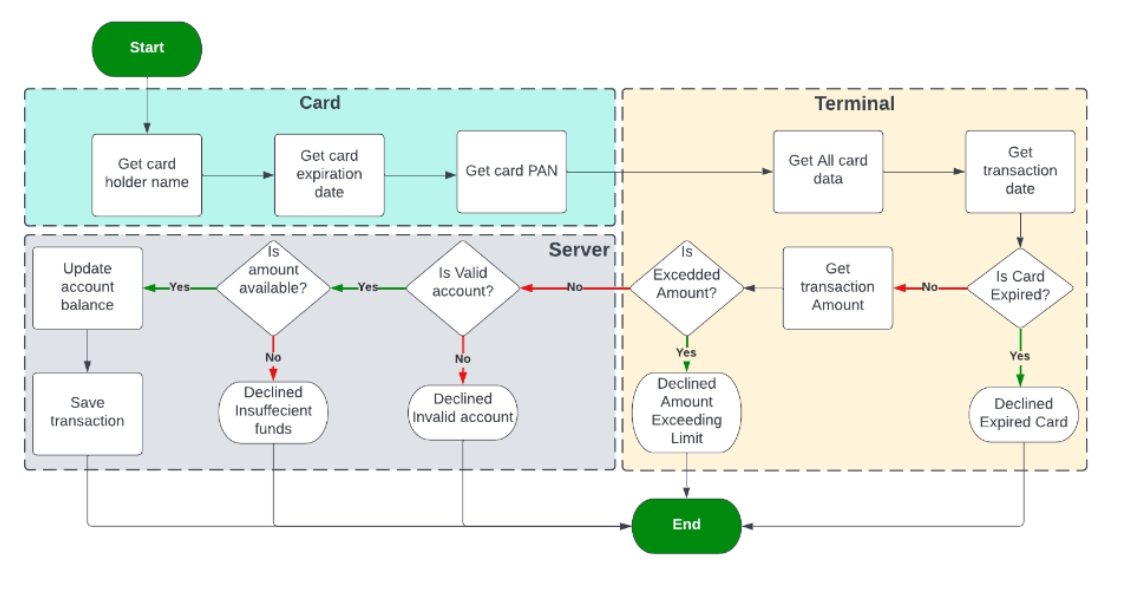 Start
Card
Get card
holder name
Get card
expiration
date
Get card PAN
Terminal
Get All card
data
Get
transaction
date
Is Card
Expired?
No
Yes
Declined
Expired Card
Get
transaction
Amount
Is
Excedded
Amount?
Yes
Declined
Amount
Exceeding
Limit
No
Server
Is Valid
account?
No
Declined
Invalid account
Yes
Is
amount
available?
No
Declined
Insuffecient
funds
Yes
Update
account
balance
Save
transaction
End